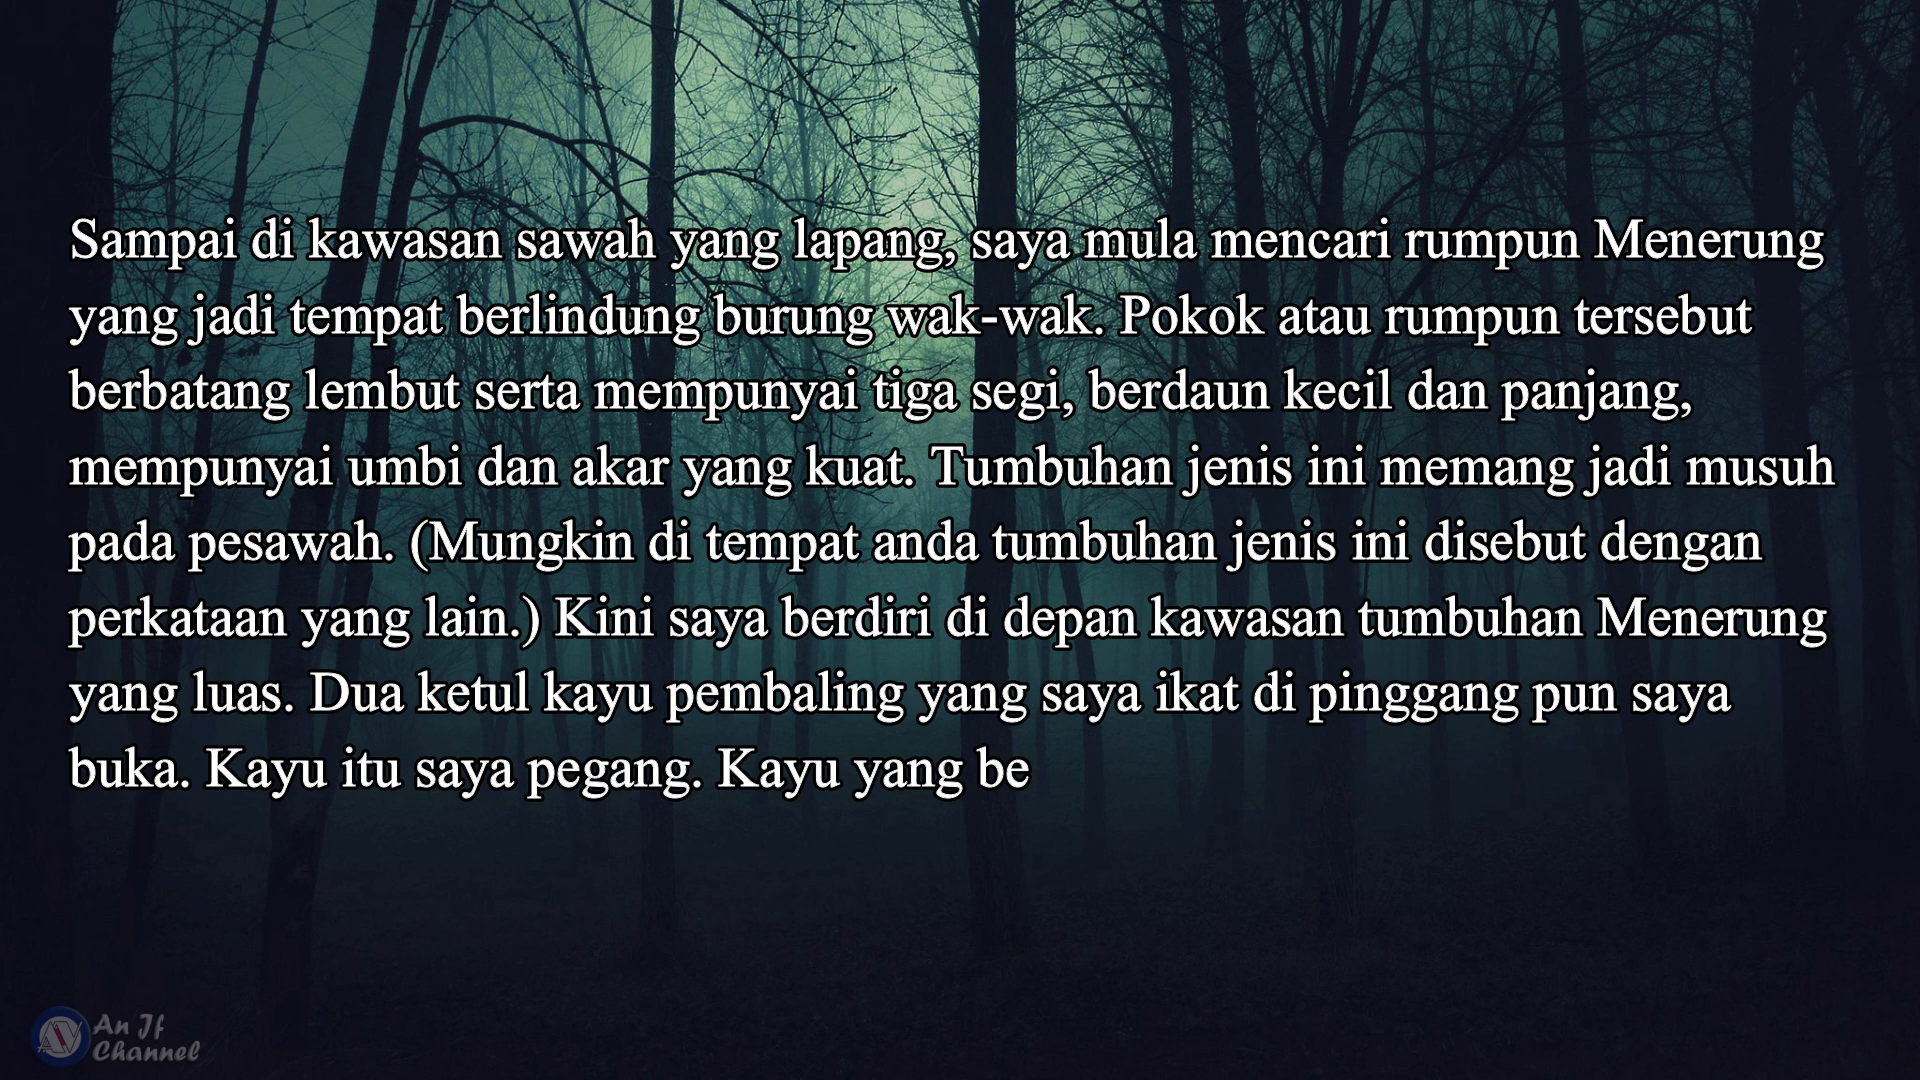 Sampai di kawasan sawah yang lapang, saya mula mencari rumpun Menerung
yang jadi tempat berlindung burung wak-wak. Pokok atau rumpun tersebut
berbatang lembut serta mempunyai tiga segi, berdaun kecil dan panjang,
mempunyai umbi dan akar yang kuat. Tumbuhan jenis ini memang jadi musuh
pada pesawah. (Mungkin di tempat anda tumbuhan jenis ini disebut dengan
perkataan yang lain.) Kini saya berdiri di depan kawasan tumbuhan Menerung
yang luas. Dua ketul kayu pembaling yang saya ikat di pinggang pun saya
buka. Kayu itu saya pegang. Kayu yang be
An If
Channel